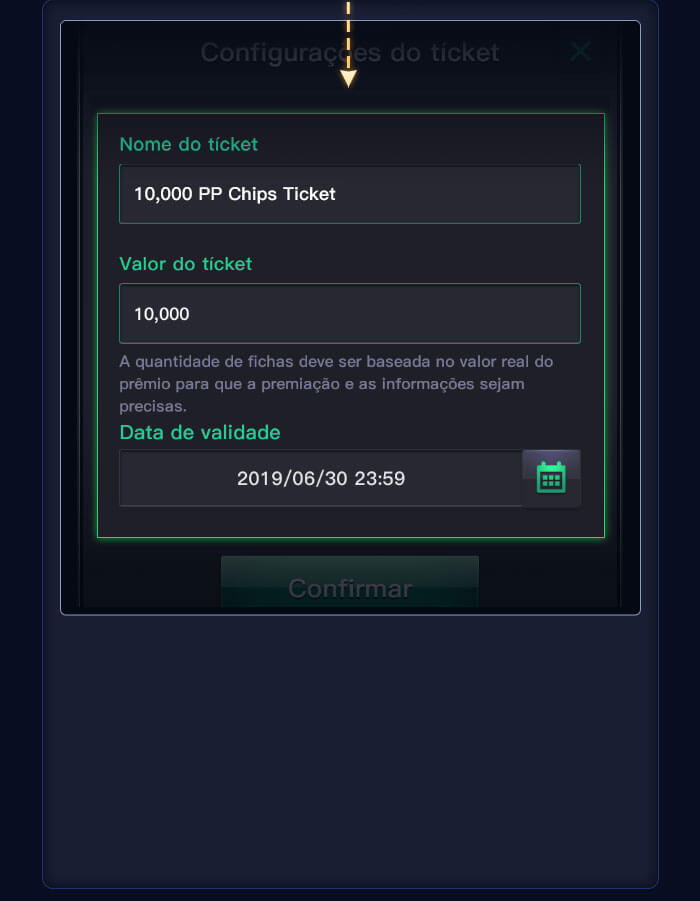 Configurações do tícket
Nome do tícket
10,000 PP Chips Ticket
Valor do tícket
10,000
A quantidade de fichas deve ser baseada no valor real do
prêmio para que a premiação e as informações sejam
precisas.
Data de validade
2019/06/30 23:59
Confirmar